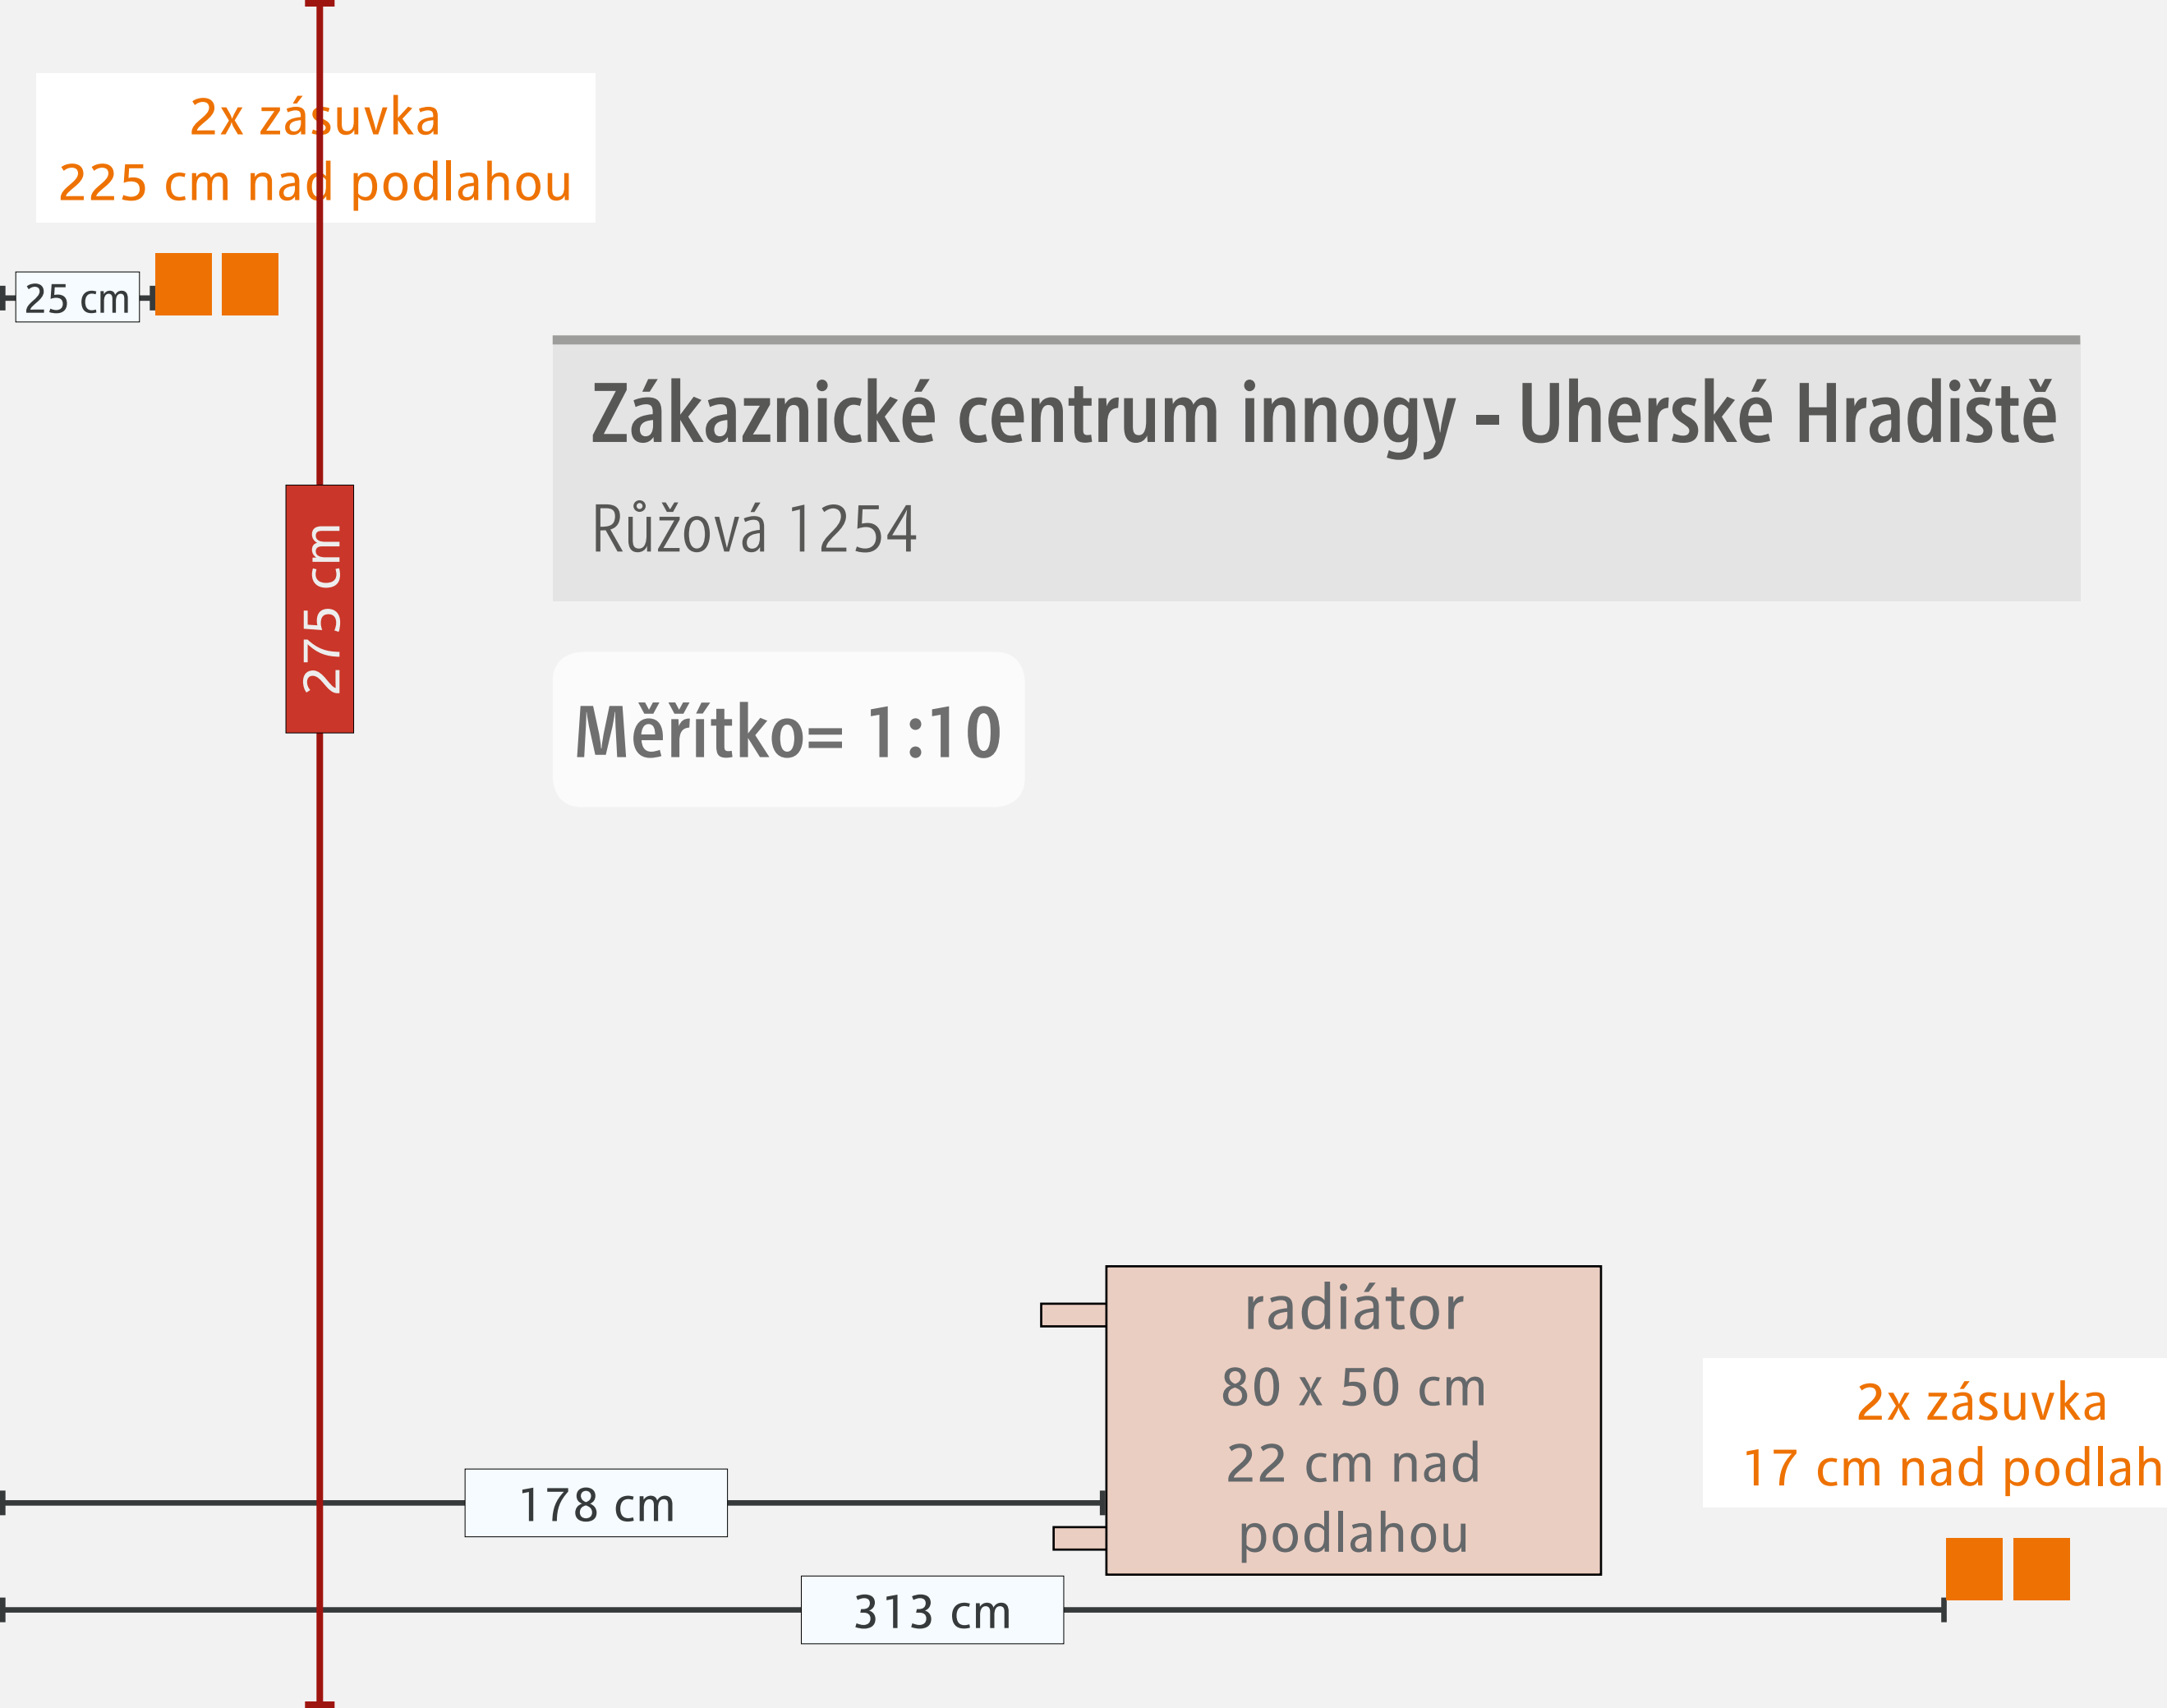 2x zásuvka
225 cm nad podlahou
25 cm
Zákaznické centrum innogy - Uherské Hradiště
Růžová 1254
275 cm
Měřítko= 1:10
radiátor
80 x 50 cm
22 cm nad
podlahou
2x zásuvka
17 cm nad podlah
178 cm
313 cm